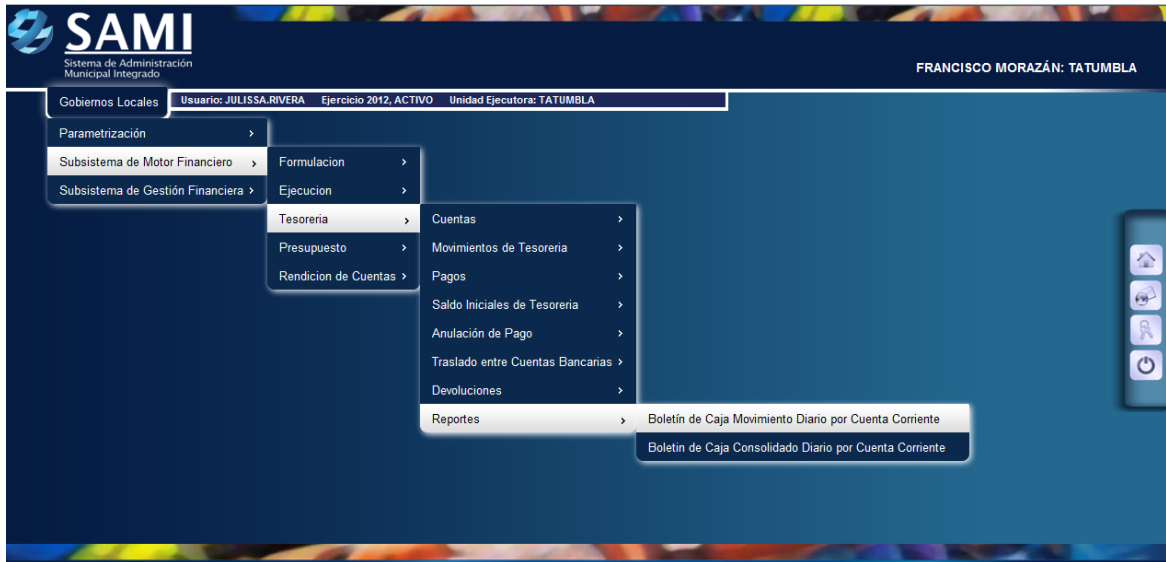 SAMI
Sistema de Administración
Municipal Integrado
FRANCISCO MORAZÁN: TATUMBLA
Gobiernos Locales
Usuario: JULISSA.RIVERA Ejercicio 2012, ACTIVO Unidad Ejecutora: TATUMBLA
Parametrización
Subsistema de Motor Financiero
Subsistema de Gestión Financiera
Formulacion
Ejecucion
Tesoreria
Presupuesto
Rendicion de Cuentas
Cuentas
Movimientos de Tesoreria
Pagos
Saldo Iniciales de Tesoreria
Anulación de Pago
Traslado entre Cuentas Bancarias
Devoluciones
Reportes
Boletín de Caja Movimiento Diario por Cuenta Corriente
Boletin de Caja Consolidado Diario por Cuenta Corriente